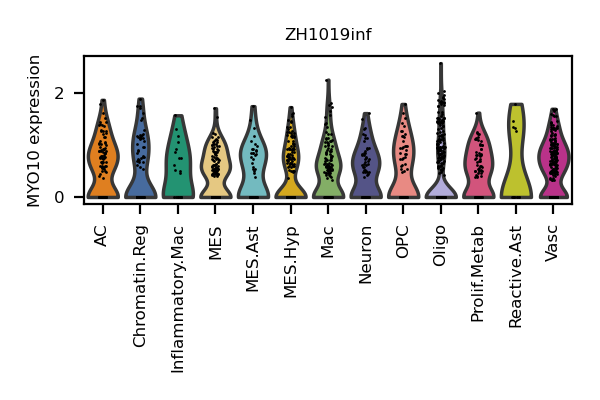 ZH1019inf
MYO10 expression
2
0
AC
Chromatin.Reg
Inflammatory.Mac
MES
MES.Ast
MES.Hyp
Mac
Neuron
OPC
Oligo
Prolif.Metab
Reactive.Ast
Vasc